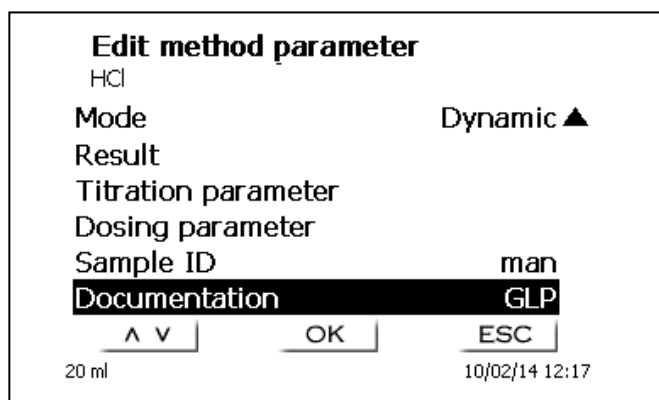 Edit method parameter
HCl
Mode Dynamic ▲
Result
Titration parameter
Dosing parameter
Sample ID man
Documentation GLP
∧ ∨ OK ESC
20 ml 10/02/14 12:17